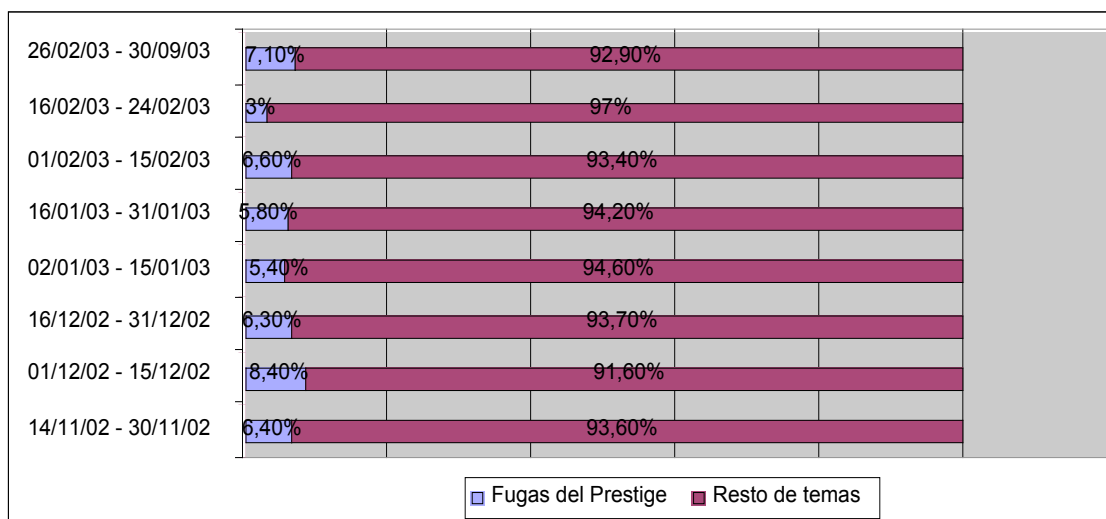 26/02/03 - 30/09/03 7,10% 92,90%
16/02/03 - 24/02/03 3% 97%
01/02/03 - 15/02/03 6,60% 93,40%
16/01/03 - 31/01/03 5,80% 94,20%
02/01/03 - 15/01/03 5,40% 94,60%
16/12/02 - 31/12/02 6,30% 93,70%
01/12/02 - 15/12/02 8,40% 91,60%
14/11/02 - 30/11/02 6,40% 93,60%
Fugas del Prestige Resto de temas